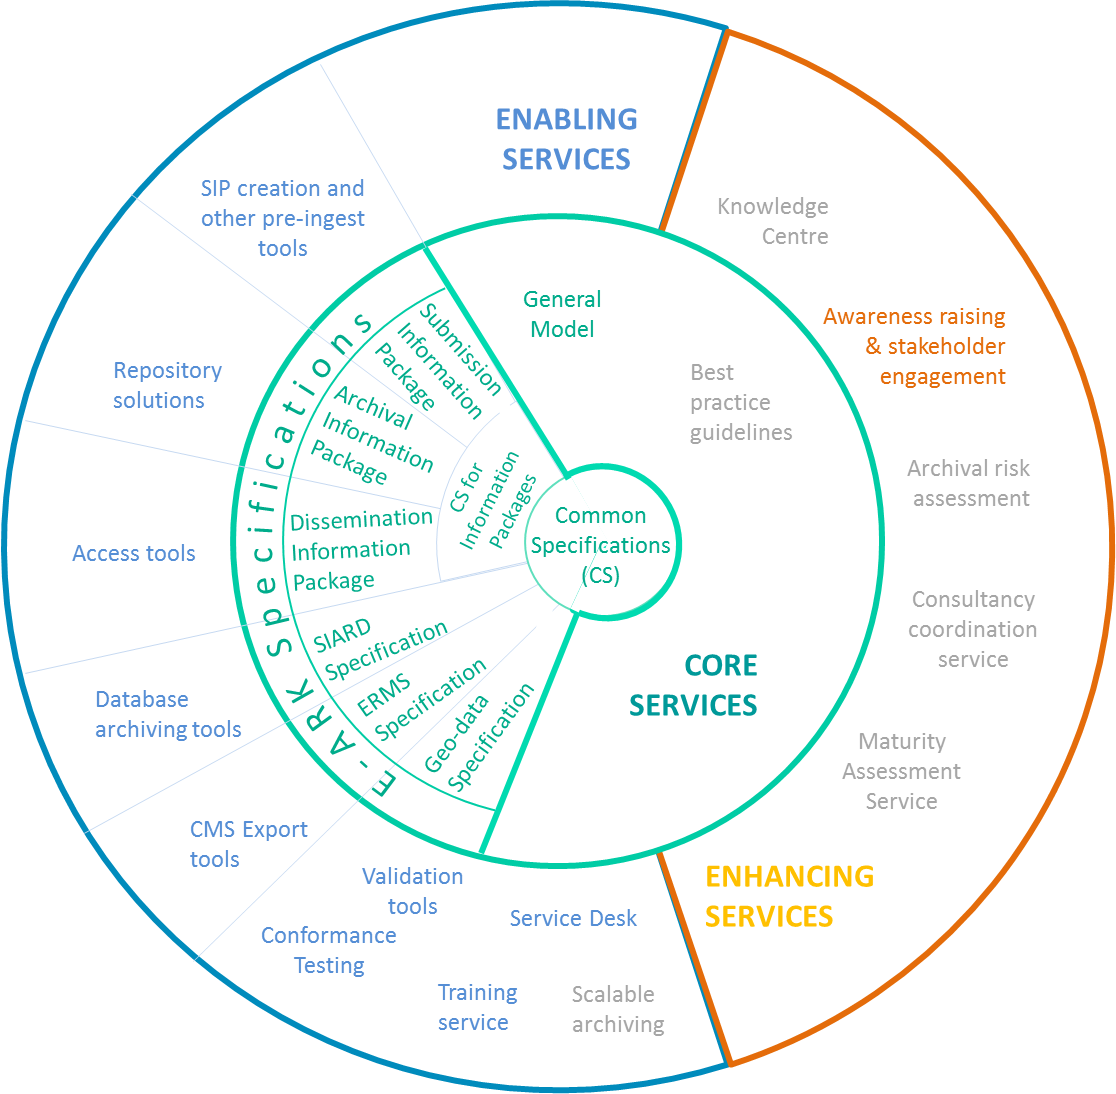 ENABLING
SERVICES
SIP creation and
other pre-ingest
tools
Repository
solutions
Access tools
Database
archiving tools
CMS Export
tools
Validation
tools
Conformance
Testing
Service Desk
Training
service
Scalable
archiving
E-ARK Specifications
Submission
Information
Package
Archival
Information
Package
Dissemination
Information
Package
SIARD
Specification
ERMS
Specification
Geo-data
Specification
CS for
Information
Packages
Common
Specifications
(CS)
General
Model
Best
practice
guidelines
CORE
SERVICES
Knowledge
Centre
Awareness raising
& stakeholder
engagement
Archival risk
assessment
Consultancy
coordination
service
Maturity
Assessment
Service
ENHANCING
SERVICES